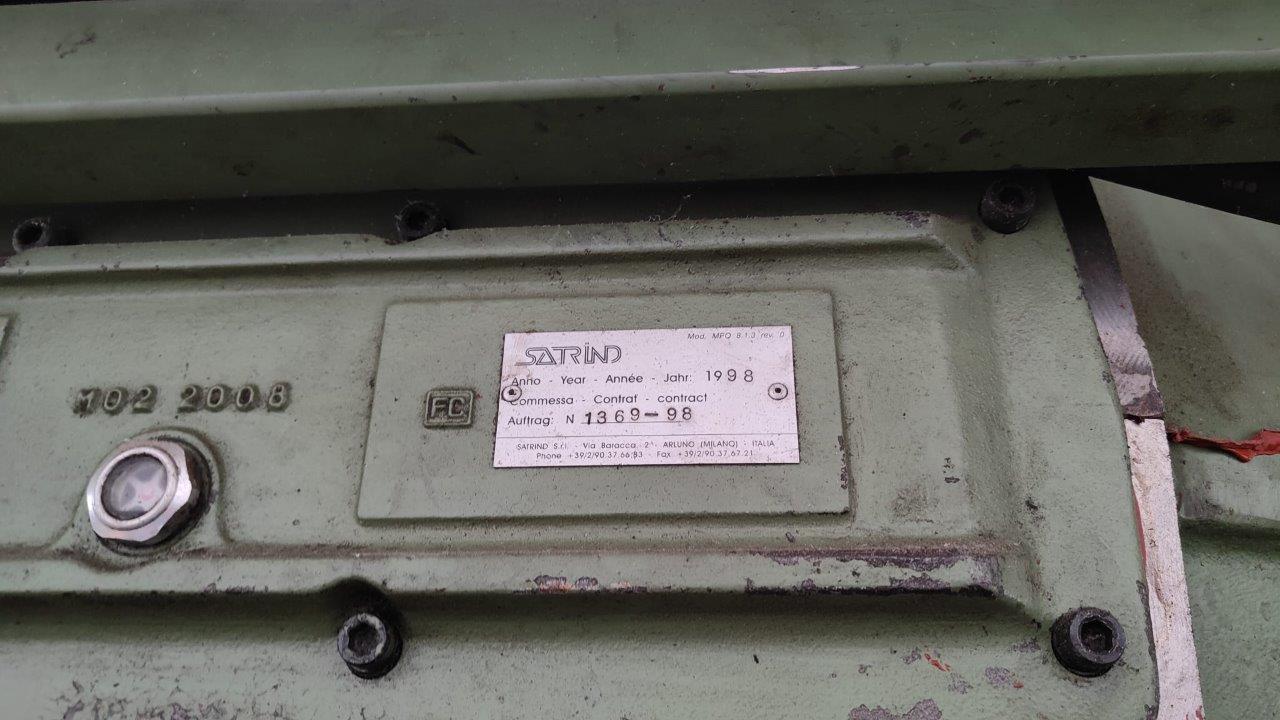 Mod. MPQ 8.1.3 rev. 0
SATRIND
Anno - Year - Année - Jahr: 1998
Commessa - Contrat - contract
Auftrag: N 1369-98
SATRIND S.r.l. - Via Baracca, - ARLUNO (MILANO) - ITALIA
Phone +39/2/90.37.66.83 Fax +39/2/90.37.67.21
FC
102 2008